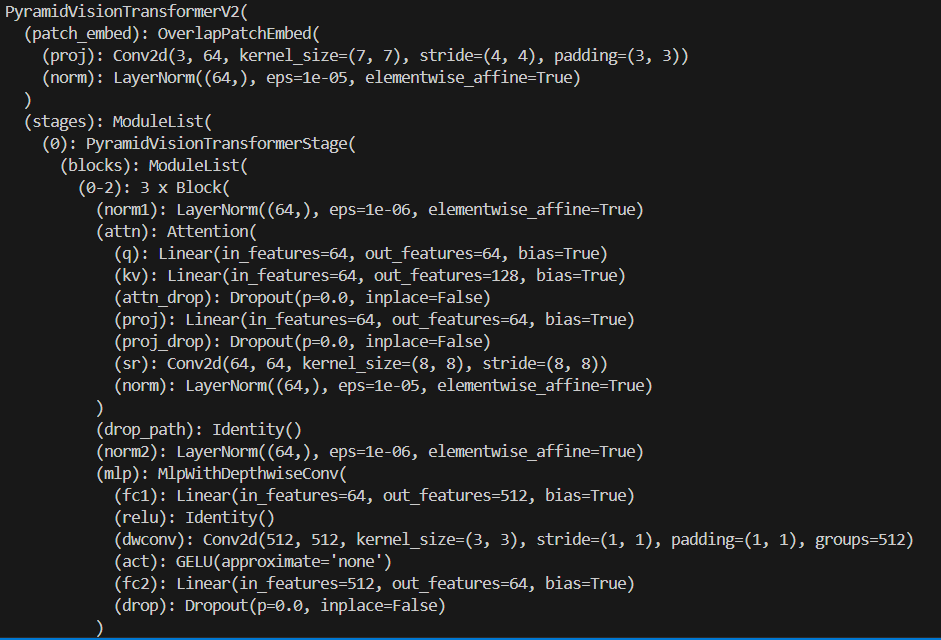 PyramidVisionTransformerV2(
  (patch_embed): OverlapPatchEmbed(
    (proj): Conv2d(3, 64, kernel_size=(7, 7), stride=(4, 4), padding=(3, 3))
    (norm): LayerNorm((64,), eps=1e-05, elementwise_affine=True)
  )
  (stages): ModuleList(
    (0): PyramidVisionTransformerStage(
      (blocks): ModuleList(
        (0-2): 3 x Block(
          (norm1): LayerNorm((64,), eps=1e-06, elementwise_affine=True)
          (attn): Attention(
            (q): Linear(in_features=64, out_features=64, bias=True)
            (kv): Linear(in_features=64, out_features=128, bias=True)
            (attn_drop): Dropout(p=0.0, inplace=False)
            (proj): Linear(in_features=64, out_features=64, bias=True)
            (proj_drop): Dropout(p=0.0, inplace=False)
            (sr): Conv2d(64, 64, kernel_size=(8, 8), stride=(8, 8))
            (norm): LayerNorm((64,), eps=1e-05, elementwise_affine=True)
          )
          (drop_path): Identity()
          (norm2): LayerNorm((64,), eps=1e-06, elementwise_affine=True)
          (mlp): MlpWithDepthwiseConv(
            (fc1): Linear(in_features=64, out_features=512, bias=True)
            (relu): Identity()
            (dwconv): Conv2d(512, 512, kernel_size=(3, 3), stride=(1, 1), padding=(1, 1), groups=512)
            (act): GELU(approximate='none')
            (fc2): Linear(in_features=512, out_features=64, bias=True)
            (drop): Dropout(p=0.0, inplace=False)
          )